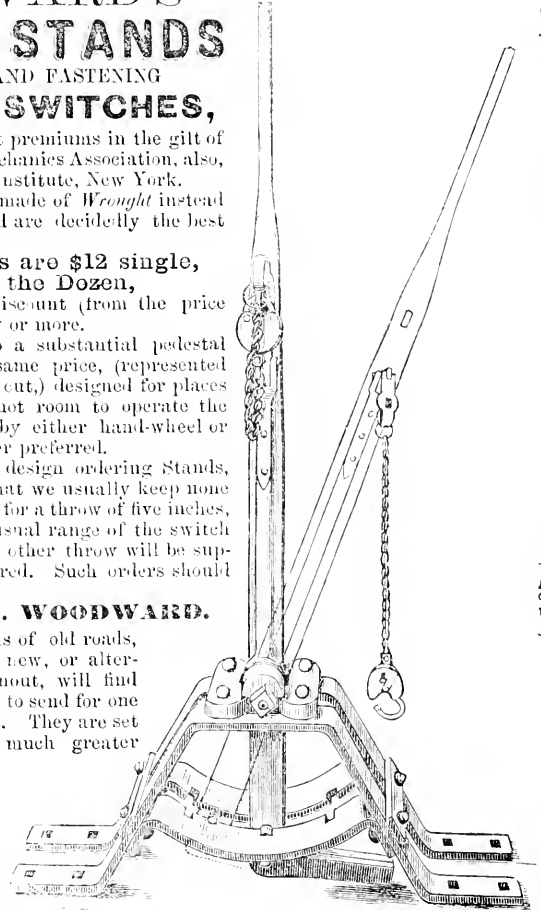 STANDS
AND FASTENING
SWITCHES,
premiums in the gift of
chanics Association, also,
nstitute, New York.
made of Wrought instead
are decidedly the best
s are $12 single,
the Dozen,
iscount (from the price
or more.
a substantial pedestal
same price, (represented
cut,) designed for places
not room to operate the
by either hand-wheel or
er preferred.
design ordering Stands,
hat we usually keep none
for a throw of five inches,
usual range of the switch
other throw will be sup-
red. Such orders should
. WOODWARD.
s of old roads,
new, or alter-
nout, will find
to send for one
. They are set
much greater